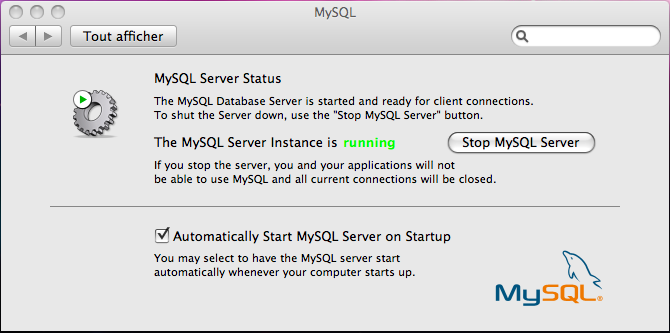 MySQL
Tout afficher
MySQL Server Status
The MySQL Database Server is started and ready for client connections.
To shut the Server down, use the "Stop MySQL Server" button.
The MySQL Server Instance is running
Stop MySQL Server
If you stop the server, you and your applications will not
be able to use MySQL and all current connections will be closed.
Automatically Start MySQL Server on Startup
You may select to have the MySQL server start
automatically whenever your computer starts up.
MySQL®